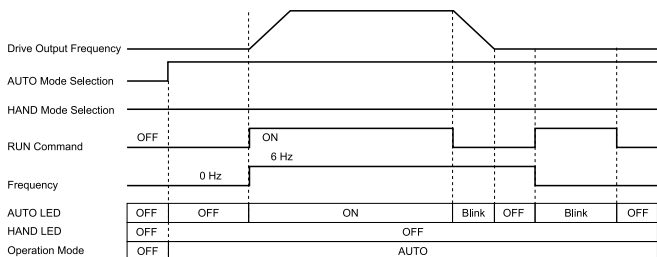 Drive Output Frequency
AUTO Mode Selection
HAND Mode Selection
OFF ON
RUN Command
6 Hz
0 Hz
Frequency
AUTO LED OFF OFF ON Blink OFF Blink OFF
HAND LED OFF OFF
Operation Mode OFF AUTO